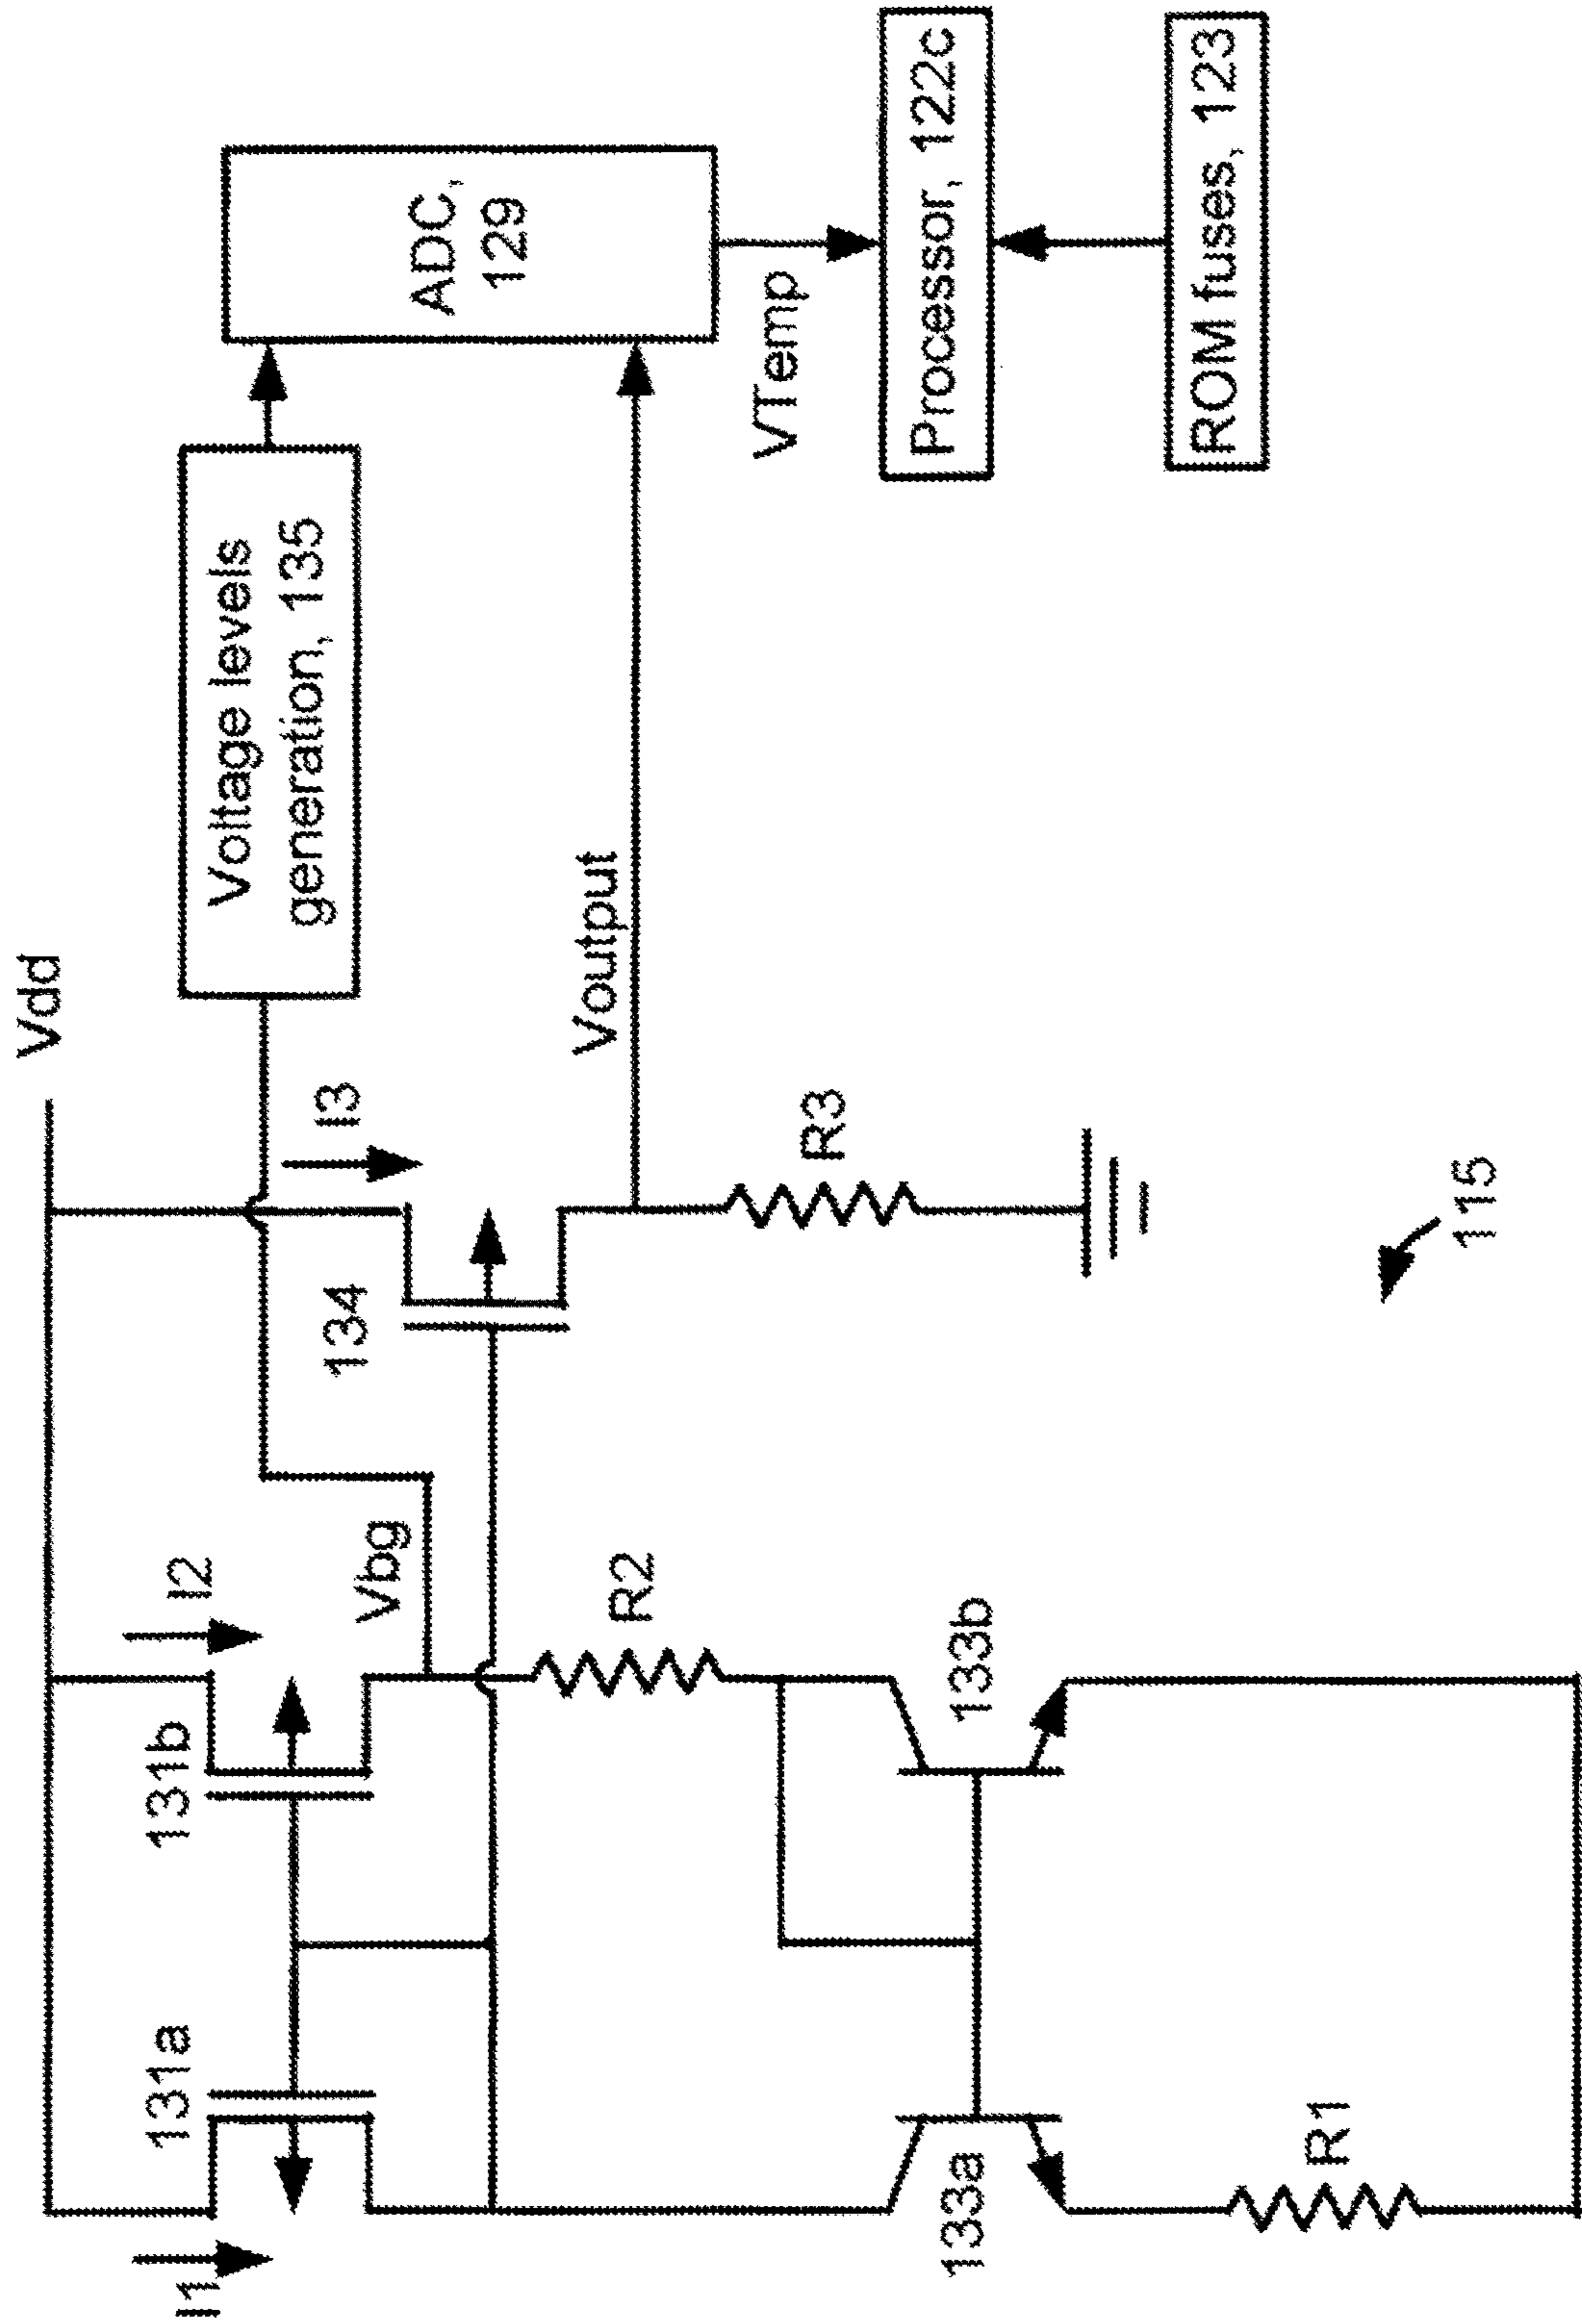 Vdd
I1
131a
131b
I2
Vbg
134
I3
Voltage levels
generation, 135
ADC,
129
Voutput
VTemp
R2
R3
133a
133b
Processor, 122c
ROM fuses, 123
R1
115